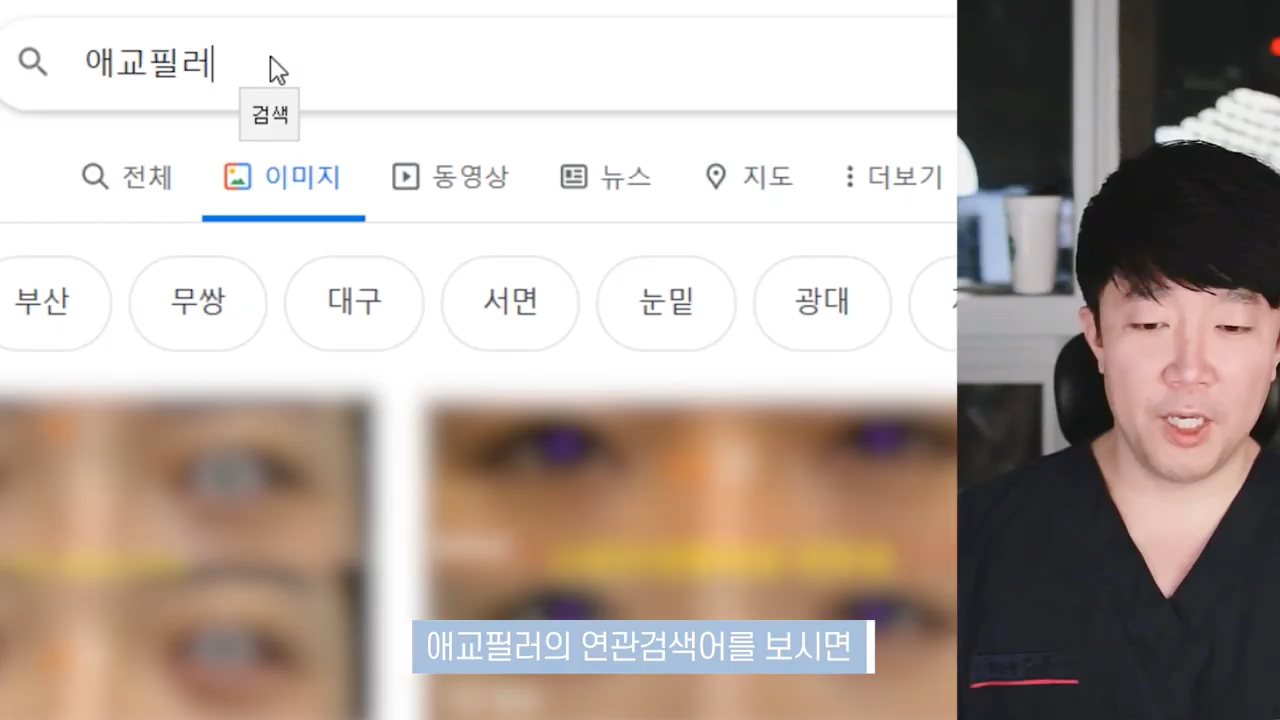 애교필러
검색
전체 이미지 동영상 뉴스 지도 더보기
부산 무쌍 대구 서면 눈밑 광대
애교필러의 연관검색어를 보시면